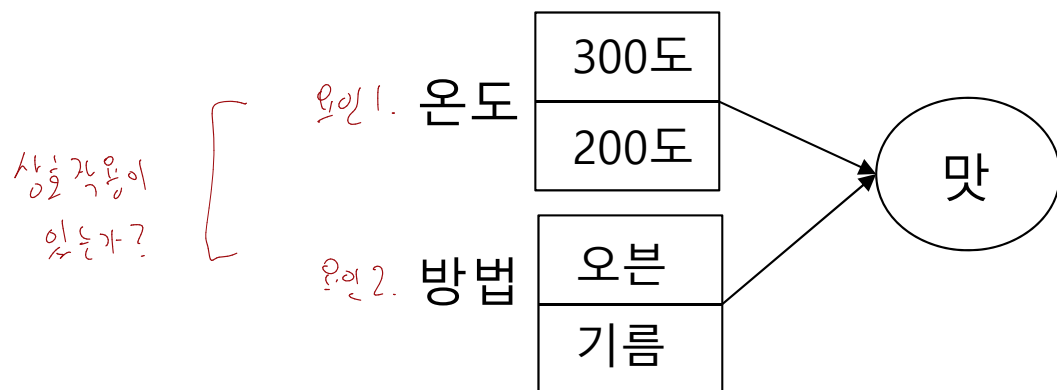 300도
요인 1. 온도
200도
맛
상호작용이
있는가?
오븐
요인 2. 방법
기름